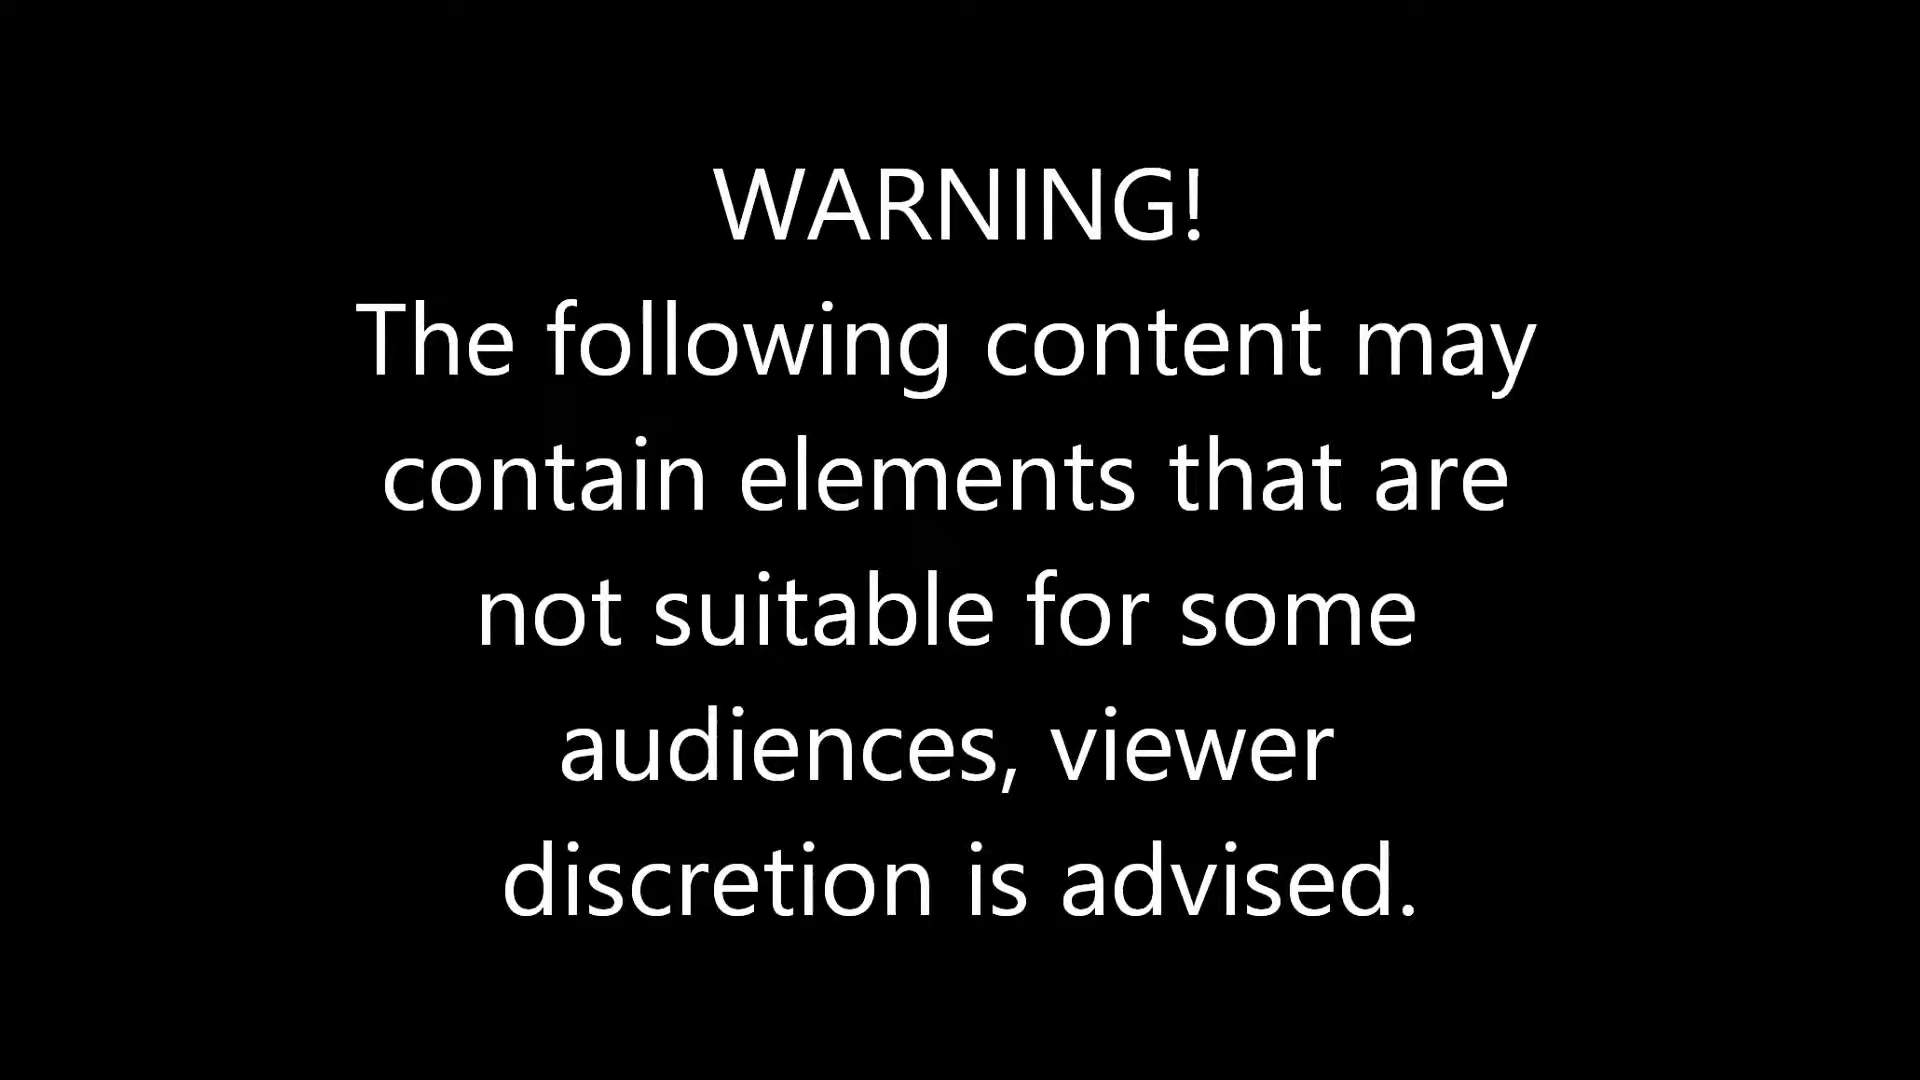 WARNING!
The following content may
contain elements that are
not suitable for some
audiences, viewer
discretion is advised.